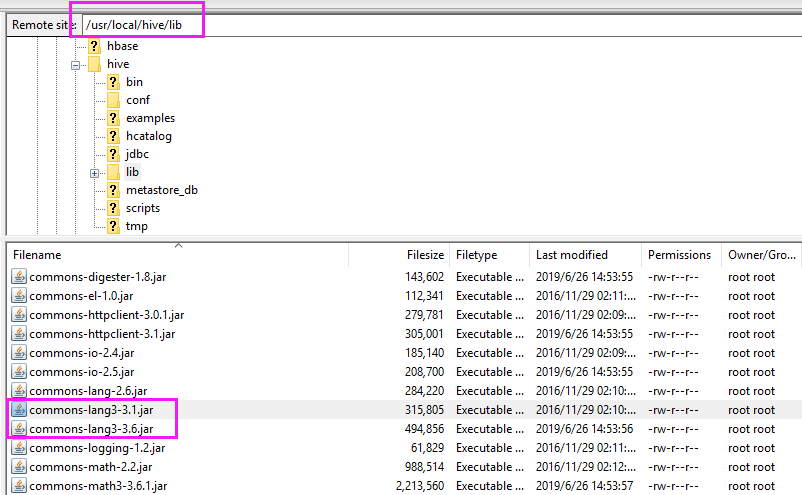 Remote site: /usr/local/hive/lib
? hbase
hive
? bin
conf
? examples
? hcatalog
? jdbc
lib
? metastore_db
? scripts
? tmp
Filename Filesize Filetype Last modified Permissions Owner/Gro...
commons-digester-1.8.jar 143,602 Executable ... 2019/6/26 14:53:55 -rw-r--r-- root root
commons-el-1.0.jar 112,341 Executable ... 2016/11/29 02:11:... -rw-r--r-- root root
commons-httpclient-3.0.1.jar 279,781 Executable ... 2016/11/29 02:09:... -rw-r--r-- root root
commons-httpclient-3.1.jar 305,001 Executable ... 2019/6/26 14:53:55 -rw-r--r-- root root
commons-io-2.4.jar 185,140 Executable ... 2016/11/29 02:09:... -rw-r--r-- root root
commons-io-2.5.jar 208,700 Executable ... 2019/6/26 14:53:55 -rw-r--r-- root root
commons-lang-2.6.jar 284,220 Executable ... 2016/11/29 02:10:... -rw-r--r-- root root
commons-lang3-3.1.jar 315,805 Executable ... 2016/11/29 02:10:... -rw-r--r-- root root
commons-lang3-3.6.jar 494,856 Executable ... 2019/6/26 14:53:56 -rw-r--r-- root root
commons-logging-1.2.jar 61,829 Executable ... 2016/11/29 02:11:... -rw-r--r-- root root
commons-math-2.2.jar 988,514 Executable ... 2016/11/29 02:12:... -rw-r--r-- root root
commons-math3-3.6.1.jar 2,213,560 Executable ... 2019/6/26 14:53:57 -rw-r--r-- root root